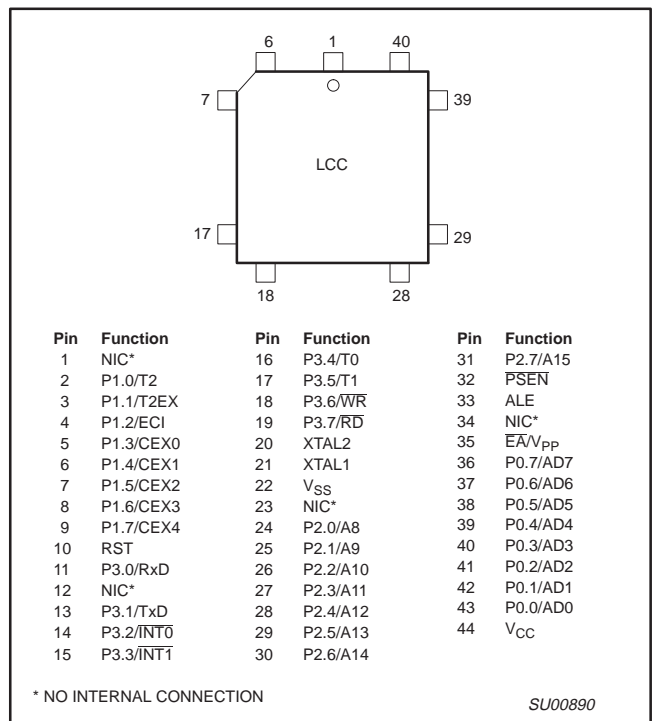 6 1 40
7 39
LCC
17 29
18 28
Pin Function Pin Function Pin Function
1 NIC* 16 P3.4/T0 31 P2.7/A15
2 P1.0/T2 17 P3.5/T1 32 P̅S̅E̅N̅
3 P1.1/T2EX 18 P3.6/W̅R̅ 33 ALE
4 P1.2/ECI 19 P3.7/R̅D̅ 34 NIC*
5 P1.3/CEX0 20 XTAL2 35 E̅A̅/VPP
6 P1.4/CEX1 21 XTAL1 36 P0.7/AD7
7 P1.5/CEX2 22 VSS 37 P0.6/AD6
8 P1.6/CEX3 23 NIC* 38 P0.5/AD5
9 P1.7/CEX4 24 P2.0/A8 39 P0.4/AD4
10 RST 25 P2.1/A9 40 P0.3/AD3
11 P3.0/RxD 26 P2.2/A10 41 P0.2/AD2
12 NIC* 27 P2.3/A11 42 P0.1/AD1
13 P3.1/TxD 28 P2.4/A12 43 P0.0/AD0
14 P3.2/I̅N̅T̅0̅ 29 P2.5/A13 44 VCC
15 P3.3/I̅N̅T̅1̅ 30 P2.6/A14
* NO INTERNAL CONNECTION
SU00890